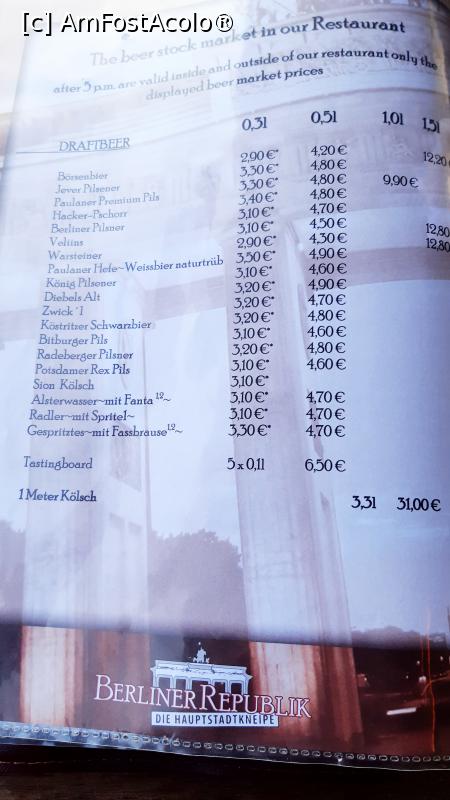 [c] AmFostAcolo®
The beer stock market in our Restaurant
after 5 p.m. are valid inside and outside of our restaurant only the
displayed beer market prices
DRAFTBEER 0,3l 0,5l 1,0l 1,5l
Börsenbier 2,90 €* 4,20 € 12,20
Jever Pilsener 3,30 €* 4,80 €
Paulaner Premium Pils 3,30 €* 4,80 € 9,90 €
Hacker-Pschorr 3,40 €* 4,80 €
Berliner Pilsner 3,10 €* 4,70 €
Veltins 3,10 €* 4,50 € 12,80
Warsteiner 2,90 €* 4,30 € 12,80
Paulaner Hefe~Weissbier naturtrüb 3,50 €* 4,90 €
König Pilsener 3,10 €* 4,60 €
Diebels Alt 3,20 €* 4,90 €
Zwick'l 3,20 €* 4,70 €
Köstritzer Schwarzbier 3,20 €* 4,80 €
Bitburger Pils 3,10 €* 4,60 €
Radeberger Pilsner 3,20 €* 4,80 €
Potsdamer Rex Pils 3,10 €* 4,60 €
Sion Kölsch 3,10 €*
Alsterwasser~mit Fanta 1,2~ 3,10 €* 4,70 €
Radler~mit Sprite1~ 3,10 €* 4,70 €
Gespritztes~mit Fassbrause1,2~ 3,30 €* 4,70 €
Tastingboard 5 x 0,1l 6,50 €
1 Meter Kölsch 3,3l 31,00 €
BERLINER REPUBLIK
DIE HAUPTSTADTKNEIPE